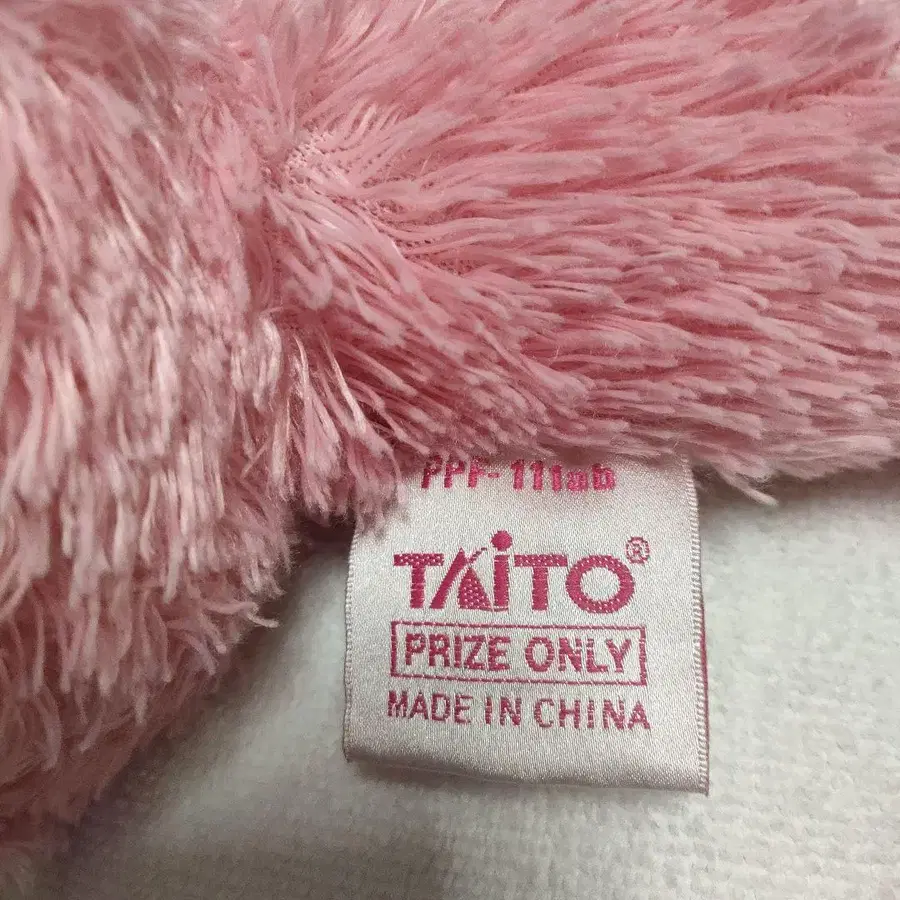 PPF-111ab
TAiTO®
PRIZE ONLY
MADE IN CHINA